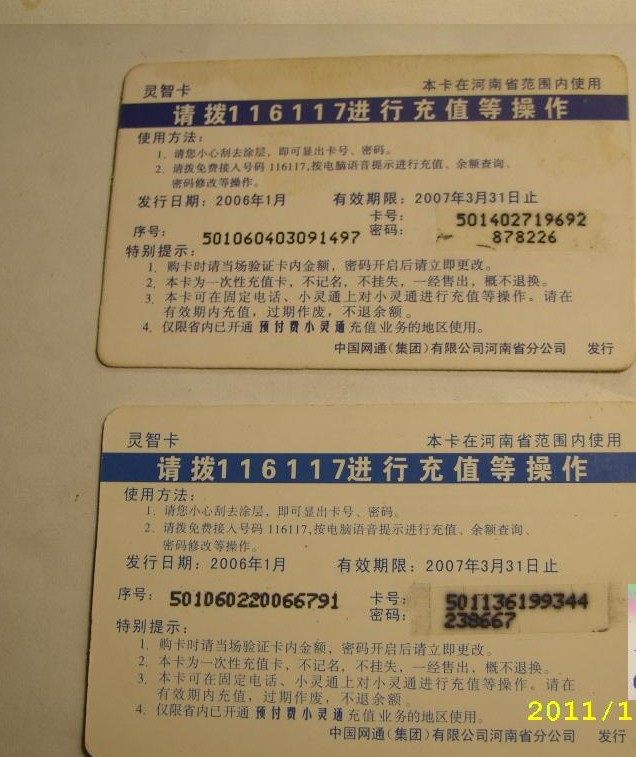 灵智卡 本卡在河南省范围内使用
请拨116117进行充值等操作
使用方法：
1. 请您小心刮去涂层，即可显出卡号、密码。
2. 请拨免费接入号码 116117,按电脑语音提示进行充值、余额查询、
密码修改等操作。
发行日期：2006年1月 有效期限：2007年3月31日止
卡号：501402719692
序号：501060403091497 密码：878226
特别提示：
1. 购卡时请当场验证卡内金额，密码开启后请立即更改。
2. 本卡为一次性充值卡，不记名，不挂失，一经售出，概不退换。
3. 本卡可在固定电话、小灵通上对小灵通进行充值等操作。请在
有效期内充值，过期作废，不退余额。
4. 仅限省内已开通 预付费小灵通 充值业务的地区使用。
中国网通（集团）有限公司河南省分公司 发行
灵智卡 本卡在河南省范围内使用
请拨116117进行充值等操作
使用方法：
1. 请您小心刮去涂层，即可显出卡号、密码。
2. 请拨免费接入号码 116117,按电脑语音提示进行充值、余额查询、
密码修改等操作。
发行日期：2006年1月 有效期限：2007年3月31日止
序号：501060220066791 卡号：501136199344
密码：238667
特别提示：
1. 购卡时请当场验证卡内金额，密码开启后请立即更改。
2. 本卡为一次性充值卡，不记名，不挂失，一经售出，概不退换。
3. 本卡可在固定电话、小灵通上对小灵通进行充值等操作。请在
有效期内充值，过期作废，不退余额。
4. 仅限省内已开通 预付费小灵通 充值业务的地区使用。
中国网通（集团）有限公司河南省分公司 发行
2011/1